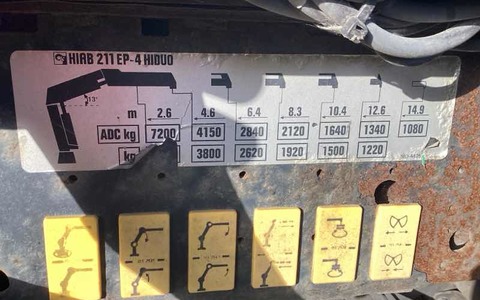 HIAB 211 EP-4 HIDUO
13°
m 2.6 4.6 6.4 8.3 10.4 12.6 14.9
ADC kg 7200 4150 2840 2120 1640 1340 1080
3800 2620 1920 1500 1220